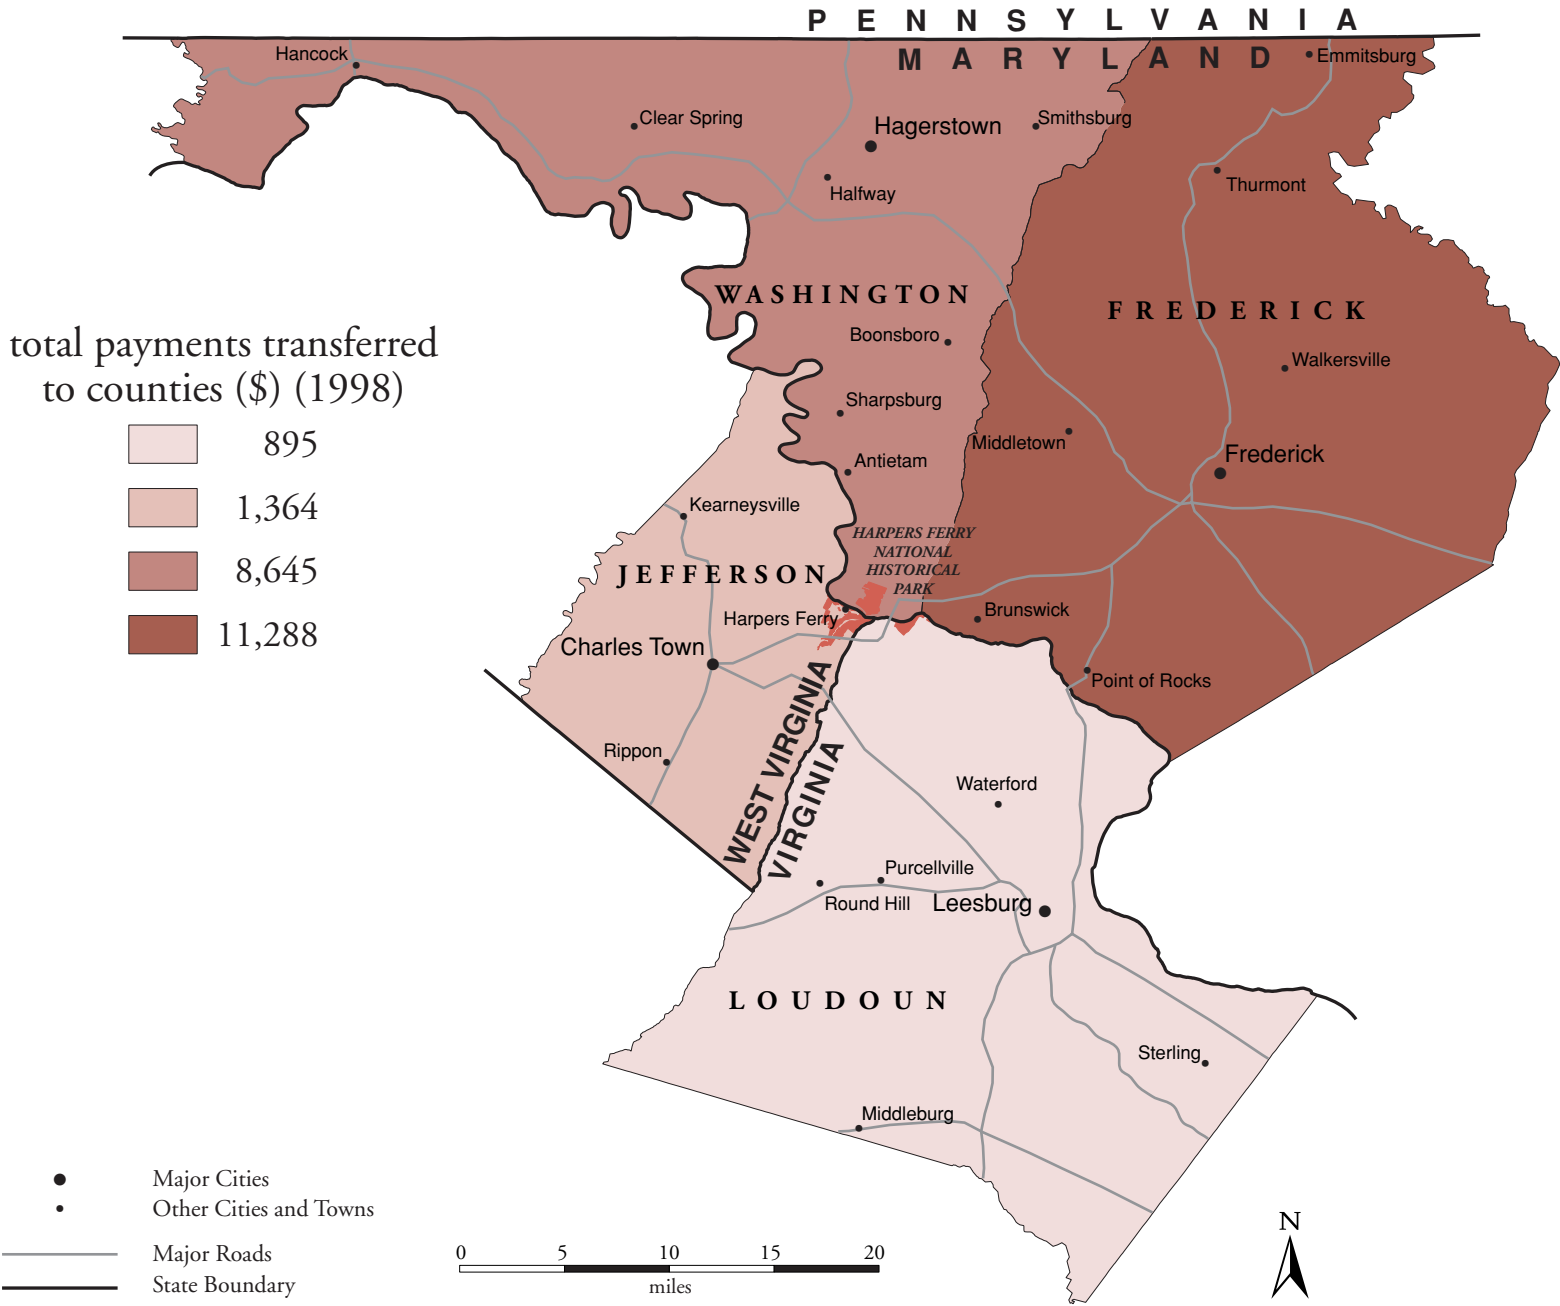 PENNSYLVANIA
MARYLAND
Hancock
Emmitsburg
Clear Spring
Hagerstown
Smithsburg
Halfway
Thurmont
WASHINGTON
FREDERICK
Boonsboro
Walkersville
total payments transferred
to counties ($) (1998)
895
1,364
8,645
11,288
Sharpsburg
Middletown
Frederick
Antietam
Kearneysville
HARPERS FERRY
NATIONAL
HISTORICAL
PARK
JEFFERSON
Harpers Ferry
Brunswick
Charles Town
Point of Rocks
WEST VIRGINIA
VIRGINIA
Rippon
Waterford
Purcellville
Round Hill
Leesburg
LOUDOUN
Sterling
Middleburg
Major Cities
Other Cities and Towns
Major Roads
State Boundary
0 5 10 15 20
miles
N